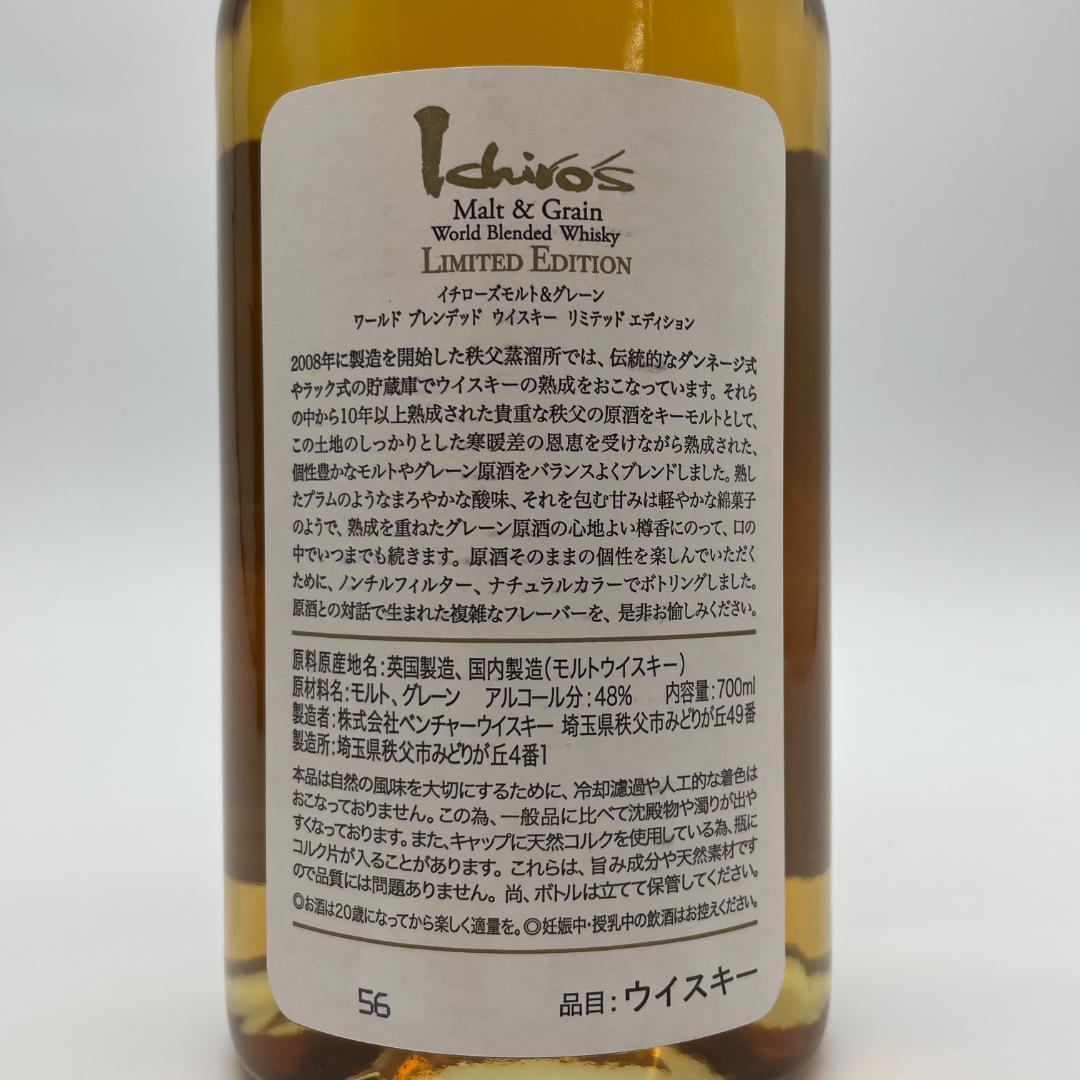 Ichiro's
Malt & Grain
World Blended Whisky
LIMITED EDITION
イチローズモルト&グレーン
ワールド ブレンデッド ウイスキー リミテッド エディション
2008年に製造を開始した秩父蒸溜所では、伝統的なダンネージ式
やラック式の貯蔵庫でウイスキーの熟成をおこなっています。それら
の中から10年以上熟成された貴重な秩父の原酒をキーモルトとして、
この土地のしっかりとした寒暖差の恩恵を受けながら熟成された、
個性豊かなモルトやグレーン原酒をバランスよくブレンドしました。熟し
たプラムのようなまろやかな酸味、それを包む甘みは軽やかな綿菓子
のようで、熟成を重ねたグレーン原酒の心地よい樽香にのって、口の
中でいつまでも続きます。原酒そのままの個性を楽しんでいただく
ために、ノンチルフィルター、ナチュラルカラーでボトリングしました。
原酒との対話で生まれた複雑なフレーバーを、是非お愉しみください。
原料原産地名:英国製造、国内製造(モルトウイスキー)
原材料名:モルト、グレーン アルコール分:48% 内容量:700ml
製造者:株式会社ベンチャーウイスキー 埼玉県秩父市みどりが丘49番
製造所:埼玉県秩父市みどりが丘4番1
本品は自然の風味を大切にするために、冷却濾過や人工的な着色は
おこなっておりません。この為、一般品に比べて沈殿物や濁りが出や
すくなっております。また、キャップに天然コルクを使用している為、瓶に
コルク片が入ることがあります。これらは、旨み成分や天然素材です
ので品質には問題ありません。尚、ボトルは立てて保管してください。
◎お酒は20歳になってから楽しく適量を。◎妊娠中・授乳中の飲酒はお控えください。
56
品目:ウイスキー